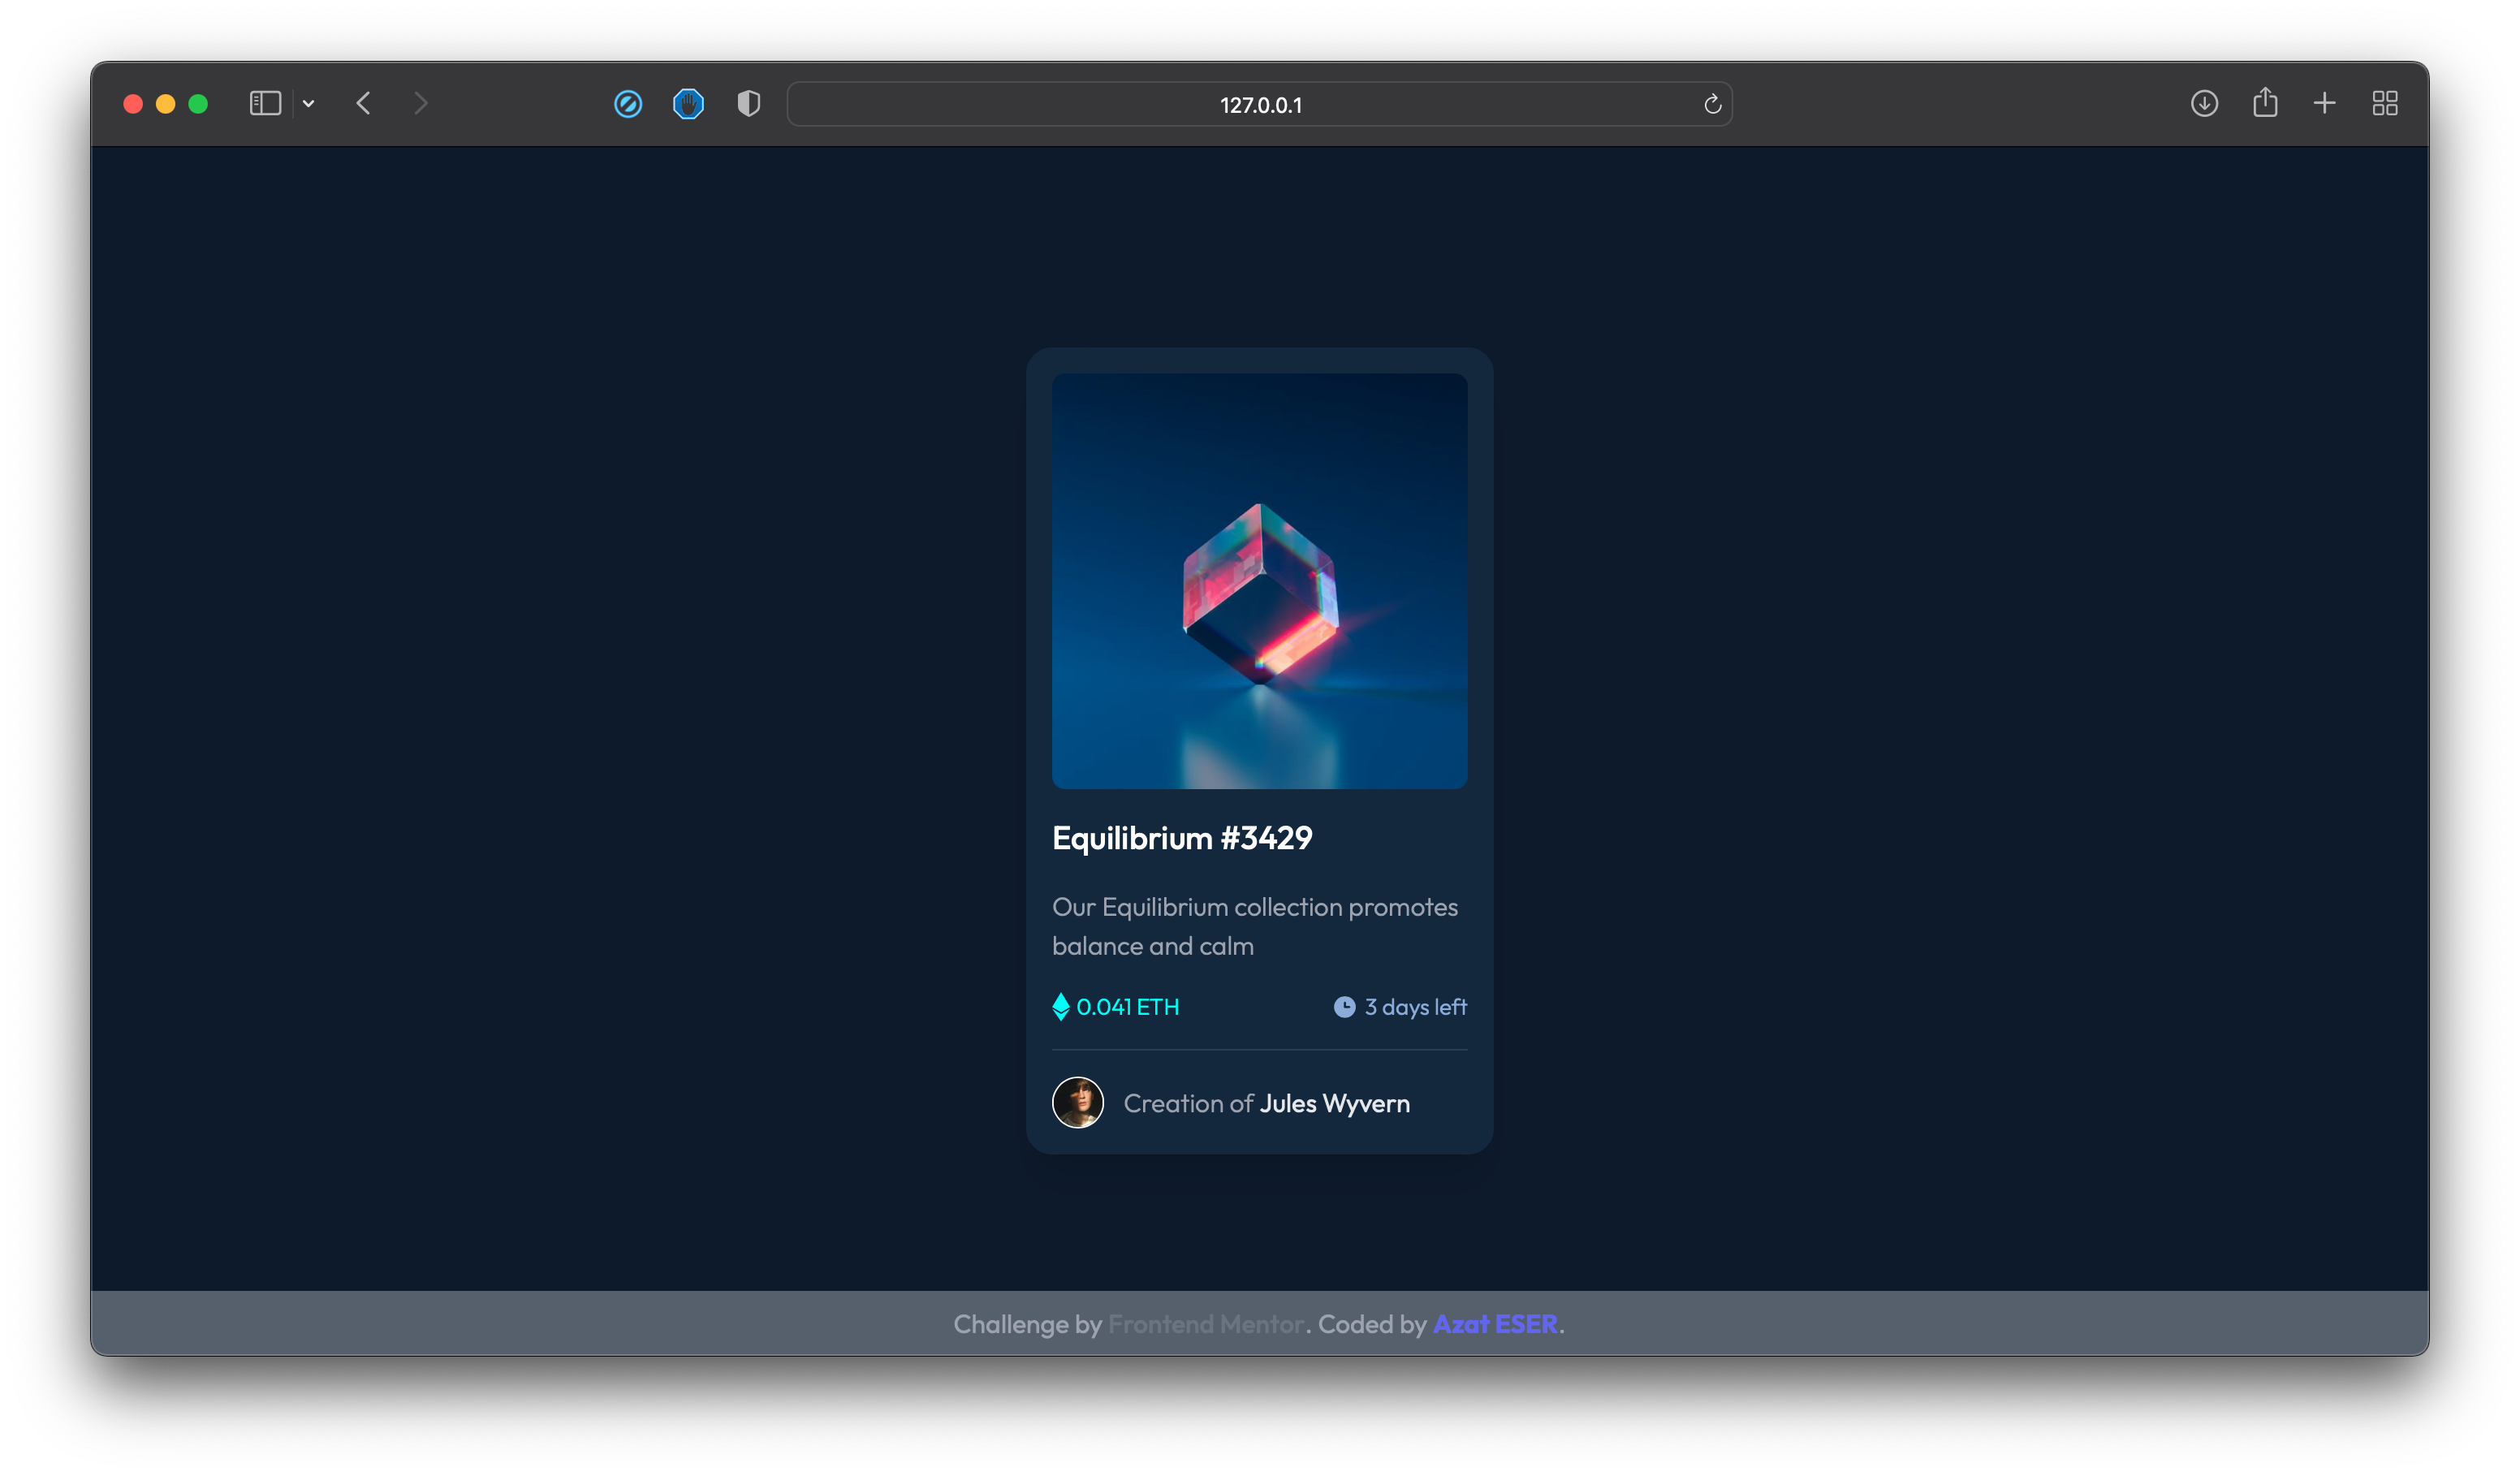 127.0.0.1
Equilibrium #3429
Our Equilibrium collection promotes
balance and calm
0.041 ETH
3 days left
Creation of Jules Wyvern
Challenge by Frontend Mentor. Coded by Azat ESER.